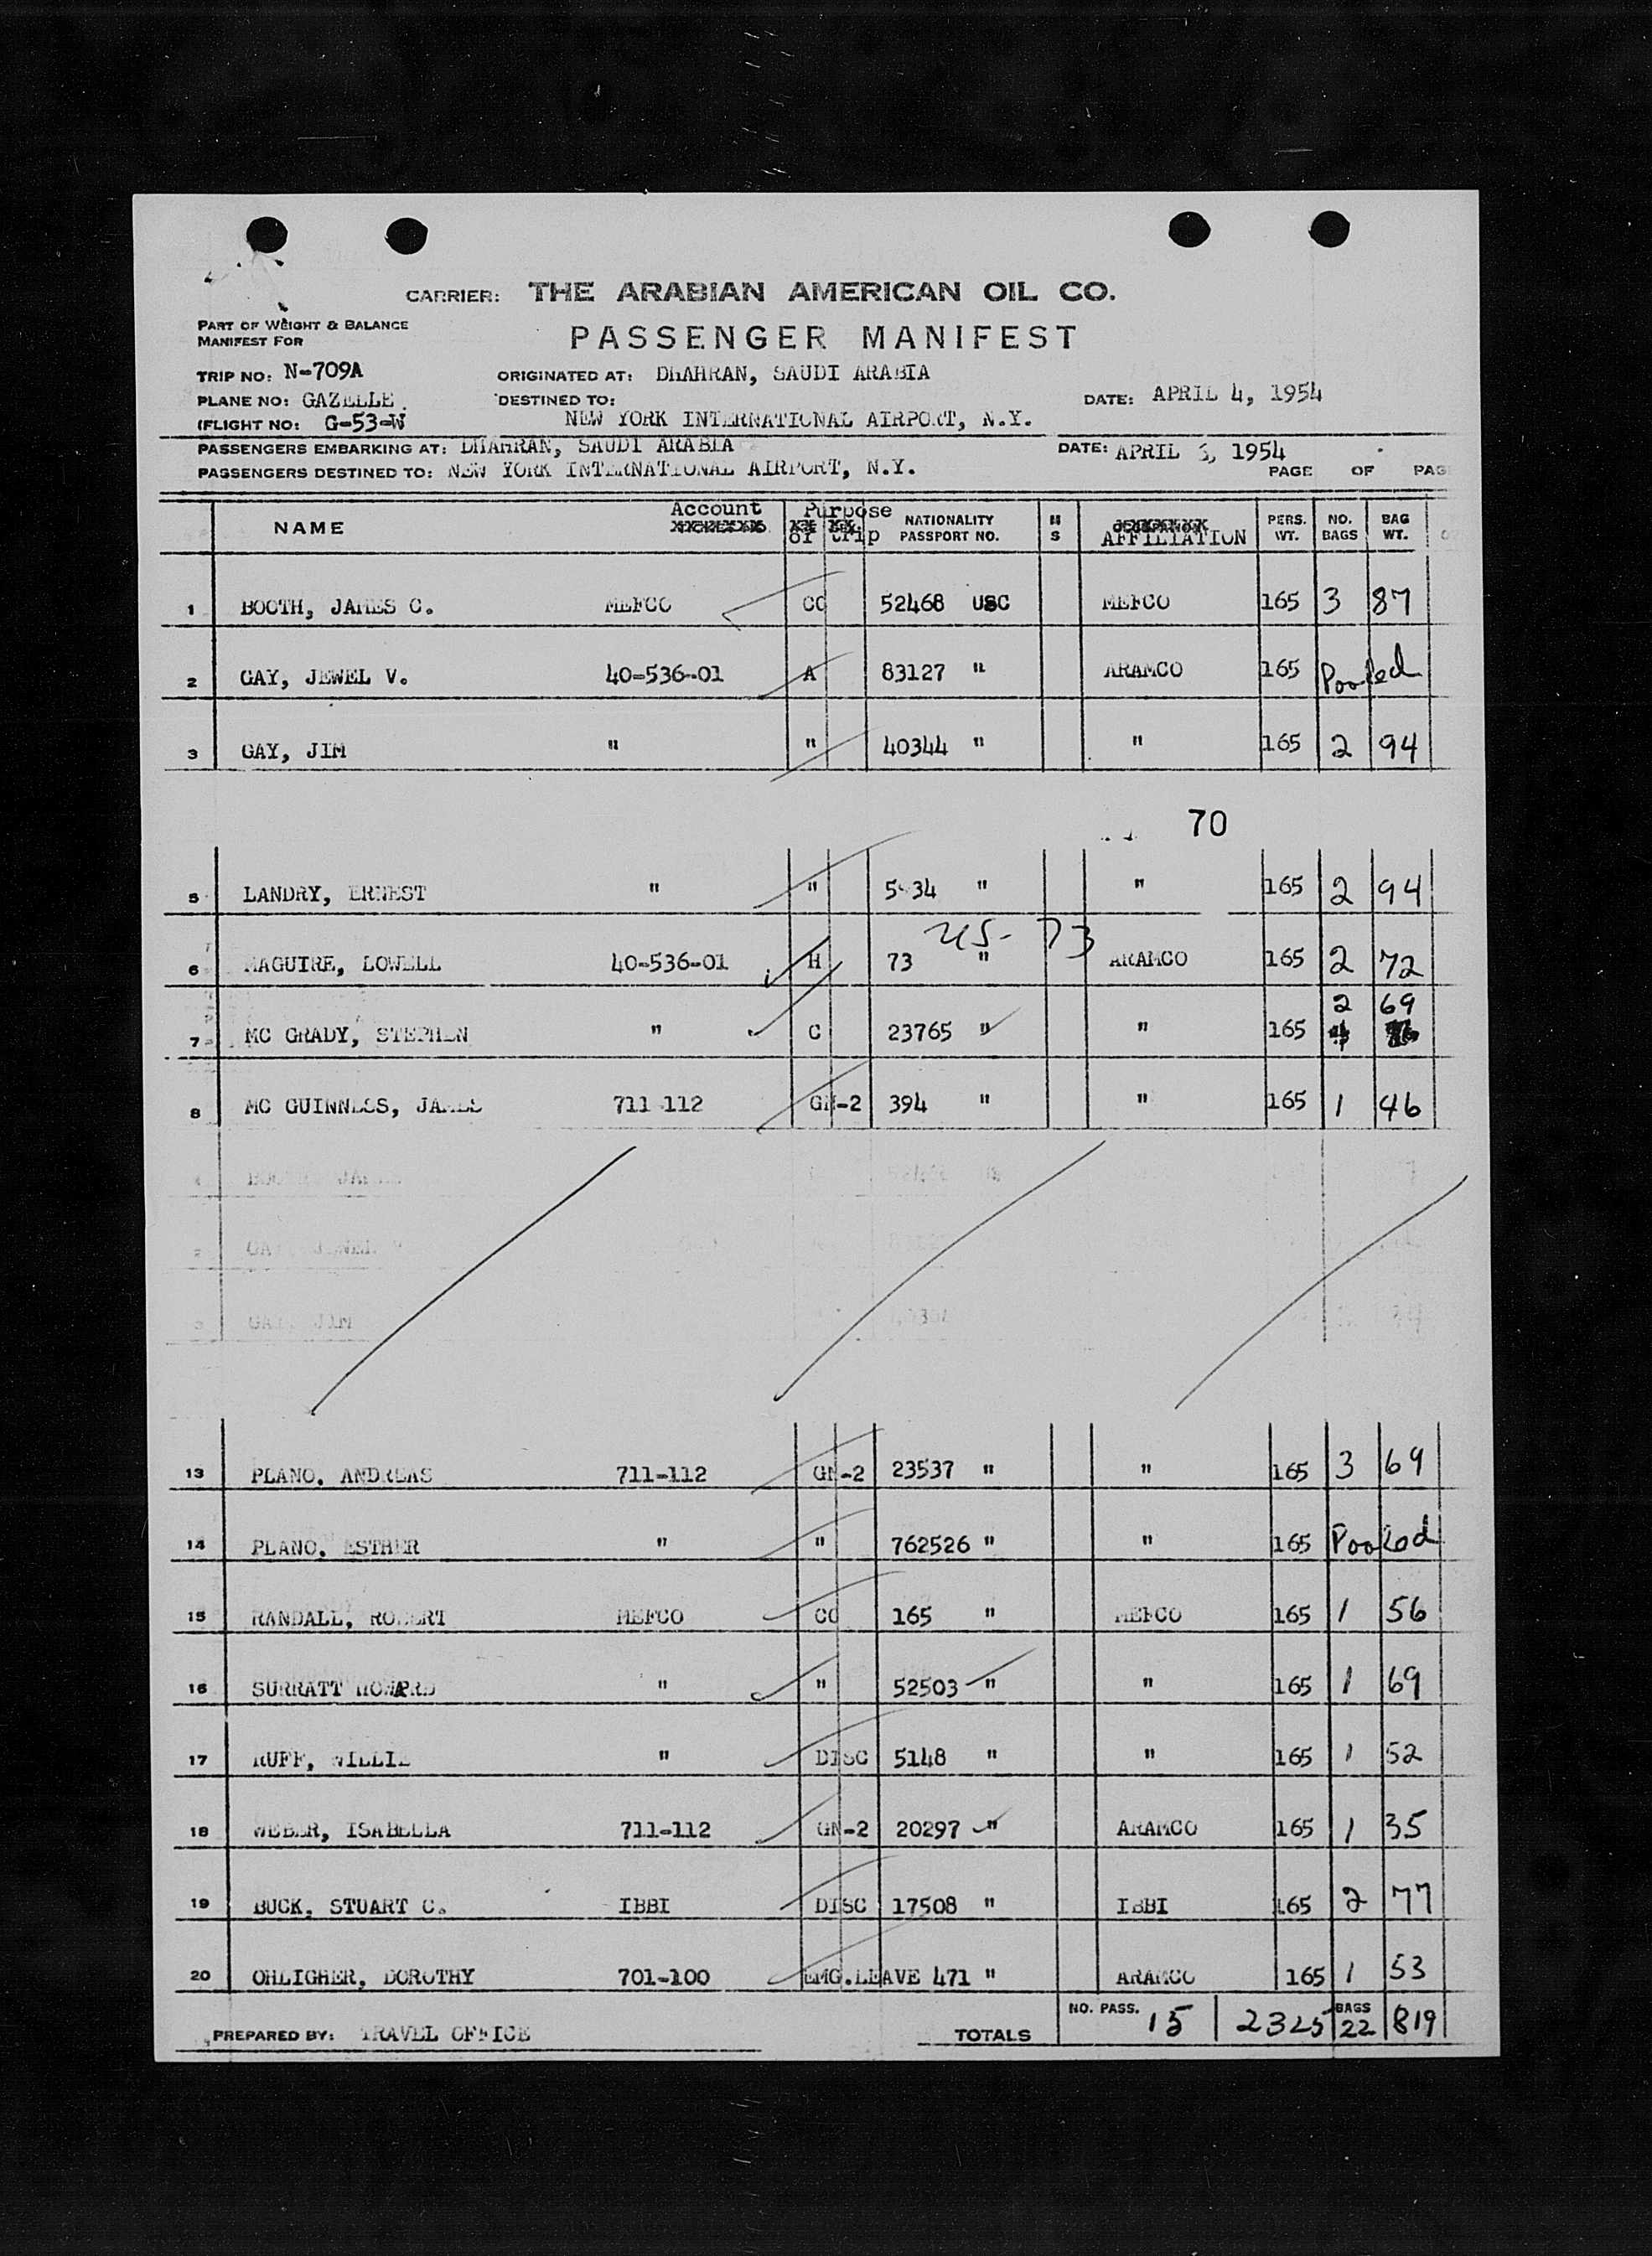 CARRIER: THE ARABIAN AMERICAN OIL CO.
PART OF WEIGHT & BALANCE
MANIFEST FOR
PASSENGER MANIFEST
TRIP NO: N-709A ORIGINATED AT: DHAHRAN, SAUDI ARABIA
PLANE NO: GAZELLE DESTINED TO: DATE: APRIL 4, 1954
(FLIGHT NO: G-53-W NEW YORK INTERNATIONAL AIRPORT, N.Y.
PASSENGERS EMBARKING AT: DHAHRAN, SAUDI ARABIA DATE: APRIL 3, 1954
PASSENGERS DESTINED TO: NEW YORK INTERNATIONAL AIRPORT, N.Y. PAGE OF PAG
NAME Account Purpose of trip NATIONALITY PASSPORT NO. AFFILIATION PERS. WT. NO. BAGS BAG WT.
1 BOOTH, JAMES C. MEFCO CO 52468 USC MEFCO 165 3 87
2 GAY, JEWEL V. 40-536-01 A 83127 " ARAMCO 165 Pooled
3 GAY, JIM " " 40344 " " 165 2 94
70
5 LANDRY, ERNEST " " 5 34 " " 165 2 94
US- 73
6 MAGUIRE, LOWELL 40-536-01 H 73 " ARAMCO 165 2 72
2 69
7 MC GRADY, STEPHEN " C 23765 " " 165
8 MC GUINNESS, JAMES 711-112 GN-2 394 " " 165 1 46
13 PLANO, ANDREAS 711-112 GN-2 23537 " " 165 3 69
14 PLANO, ESTHER " " 762526 " " 165 Pooled
15 RANDALL, ROBERT MEFCO CO 165 " MEFCO 165 1 56
16 SURRATT HOWARD " " 52503 " " 165 1 69
17 RUFF, WILLIE " DISC 5148 " " 165 1 52
18 WEBER, ISABELLA 711-112 GN-2 20297 " ARAMCO 165 1 35
19 BUCK, STUART C. IBBI DISC 17508 " IBBI 165 2 77
20 OHLIGHER, DOROTHY 701-100 EMG.LEAVE 471 " ARAMCO 165 1 53
PREPARED BY: TRAVEL OFFICE TOTALS NO. PASS. 15 2325 BAGS 22 819